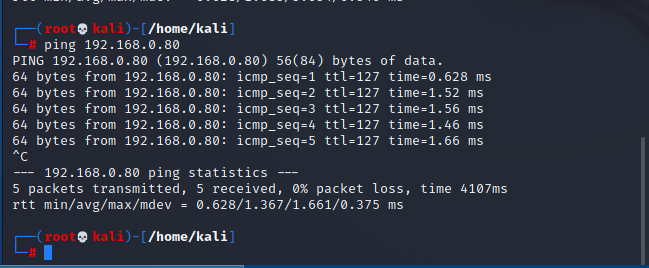 ┌──(root💀kali)-[/home/kali]
└─# ping 192.168.0.80
PING 192.168.0.80 (192.168.0.80) 56(84) bytes of data.
64 bytes from 192.168.0.80: icmp_seq=1 ttl=127 time=0.628 ms
64 bytes from 192.168.0.80: icmp_seq=2 ttl=127 time=1.52 ms
64 bytes from 192.168.0.80: icmp_seq=3 ttl=127 time=1.56 ms
64 bytes from 192.168.0.80: icmp_seq=4 ttl=127 time=1.46 ms
64 bytes from 192.168.0.80: icmp_seq=5 ttl=127 time=1.66 ms
^C
--- 192.168.0.80 ping statistics ---
5 packets transmitted, 5 received, 0% packet loss, time 4107ms
rtt min/avg/max/mdev = 0.628/1.367/1.661/0.375 ms
┌──(root💀kali)-[/home/kali]
└─#